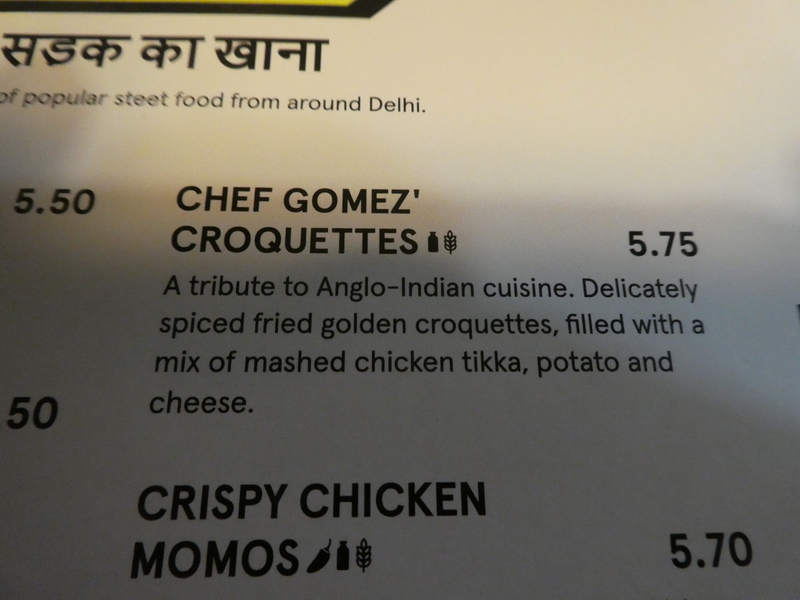 सडक का खाना
of popular steet food from around Delhi.
5.50
CHEF GOMEZ'
CROQUETTES 5.75
A tribute to Anglo-Indian cuisine. Delicately
spiced fried golden croquettes, filled with a
mix of mashed chicken tikka, potato and
cheese.
50
CRISPY CHICKEN
MOMOS 5.70